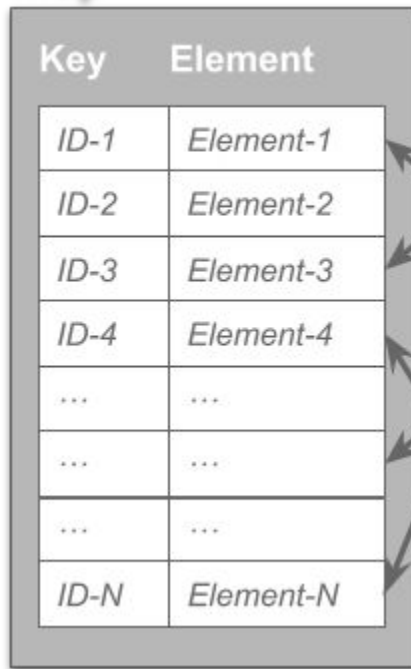 Key Element
ID-1 Element-1
ID-2 Element-2
ID-3 Element-3
ID-4 Element-4
... ...
... ...
... ...
ID-N Element-N